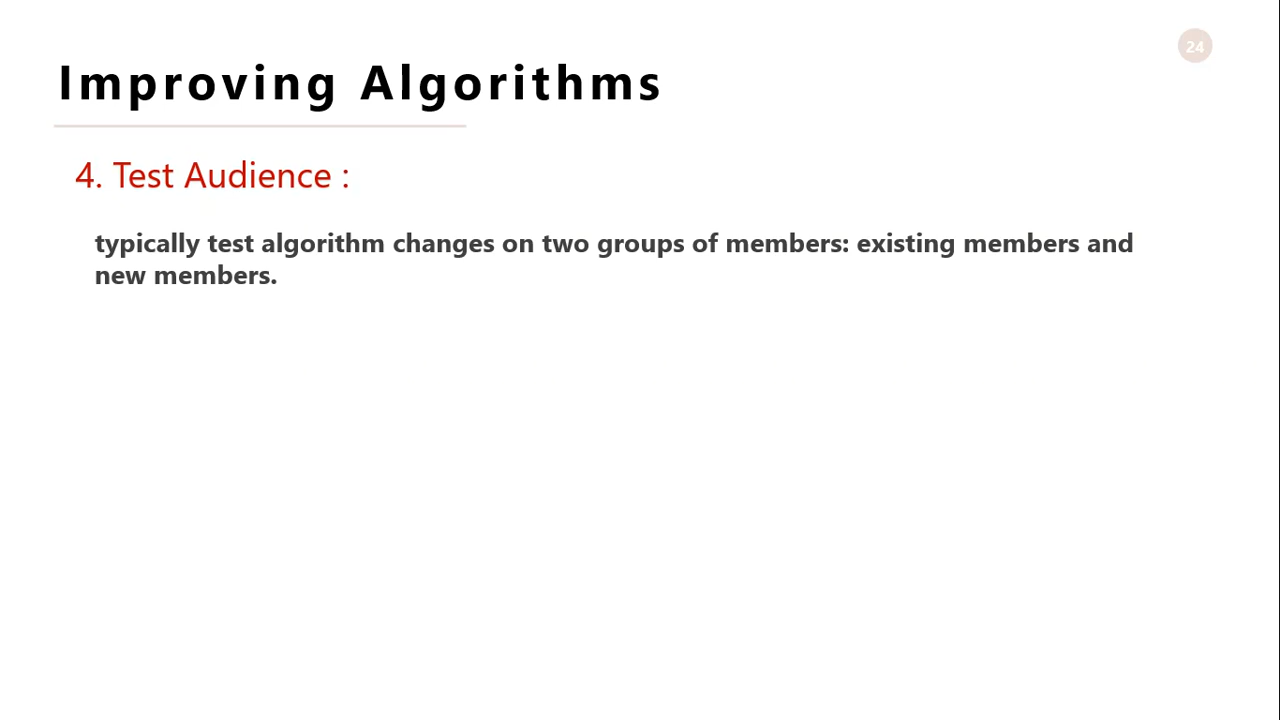 24
Improving Algorithms
4. Test Audience :
typically test algorithm changes on two groups of members: existing members and
new members.